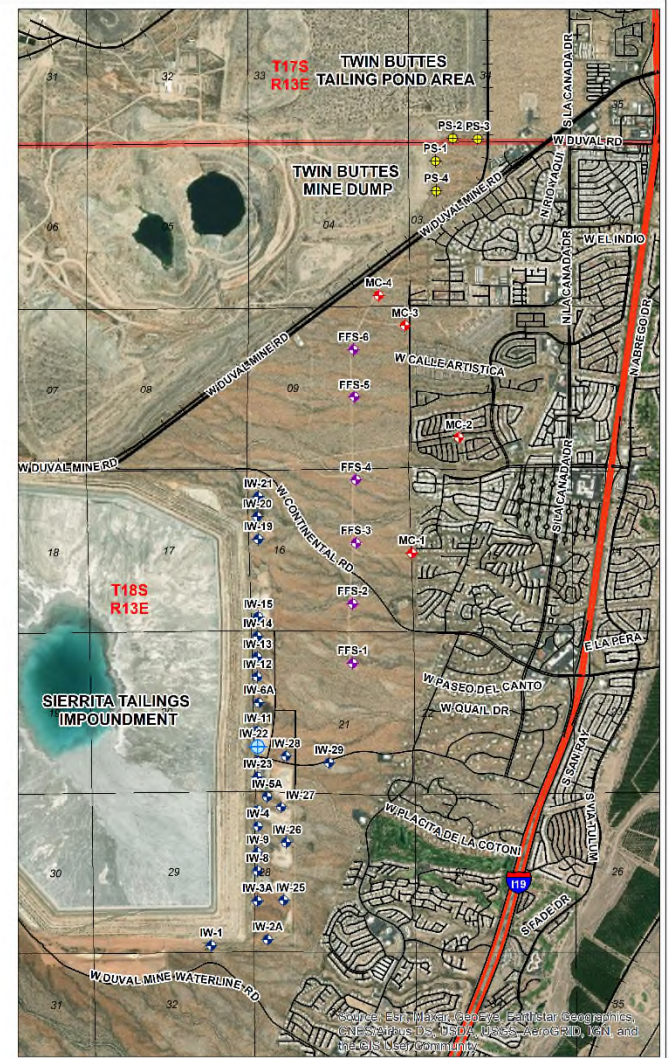 31
32
33
T17S
R13E
TWIN BUTTES
TAILING POND AREA
34
35
S LA CANADA DR
PS-2
PS-3
W DUVAL RD
PS-1
TWIN BUTTES
MINE DUMP
PS-4
N RIO YAQUI
06
05
04
03
02
W DUVAL MINE RD
W EL INDIO
N LA CANADA DR
MC-4
MC-3
N ABREGO DR
FFS-6
W DUVAL MINE RD
W CALLE ARTISTICA
07
08
09
FFS-5
MC-2
W DUVAL MINE RD
FFS-4
S LA CANADA DR
IW-21
IW-20
W CONTINENTAL RD
IW-19
18
17
16
FFS-3
MC-1
T18S
R13E
FFS-2
IW-15
IW-14
E LA PERA
IW-13
FFS-1
IW-12
W PASEO DEL CANTO
IW-6A
SIERRITA TAILINGS
IMPOUNDMENT
W QUAIL DR
IW-11
21
22
IW-22
IW-28
IW-29
S SAN RAY
IW-23
IW-5A
IW-27
IW-4
W PLACITA DE LA COTONI
S VIA TULUM
IW-9
IW-26
IW-8
30
29
28
26
I19
IW-3A
IW-25
S FADE DR
IW-1
IW-2A
W DUVAL MINE WATERLINE RD
31
32
33
34
35
Source: Esri, Maxar, GeoEye, Earthstar Geographics,
CNES/Airbus DS, USDA, USGS, AeroGRID, IGN, and
the GIS User Community